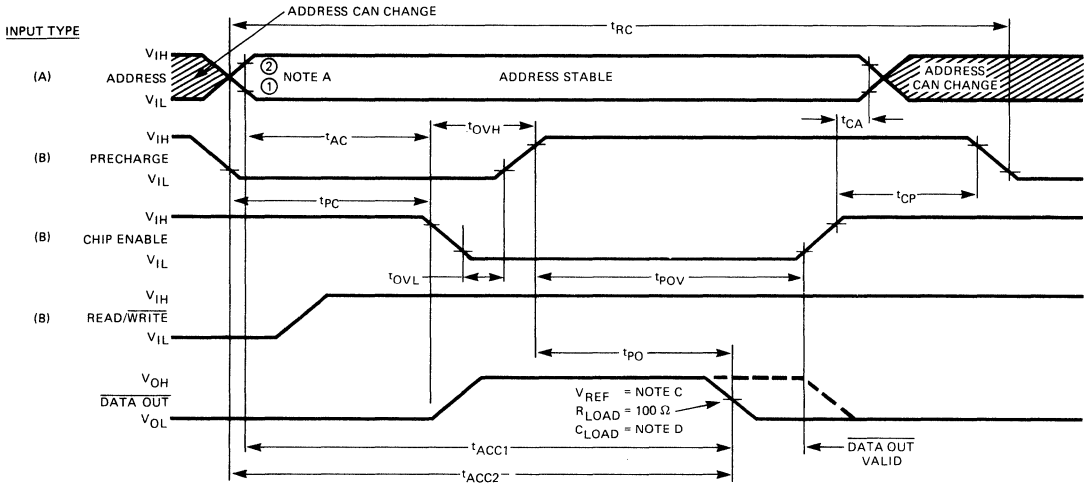 ADDRESS CAN CHANGE
INPUT TYPE
tRC
VIH
(A) ADDRESS
VIL
② NOTE A
①
ADDRESS STABLE
ADDRESS
CAN CHANGE
tAC
tOVH
tCA
VIH
(B) PRECHARGE
VIL
tPC
tCP
VIH
(B) CHIP ENABLE
VIL
tOVL
tPOV
VIH
(B) READ/WRITE
VIL
tPO
VOH
DATA OUT
VOL
VREF = NOTE C
RLOAD = 100 Ω
CLOAD = NOTE D
tACC1
DATA OUT
VALID
tACC2